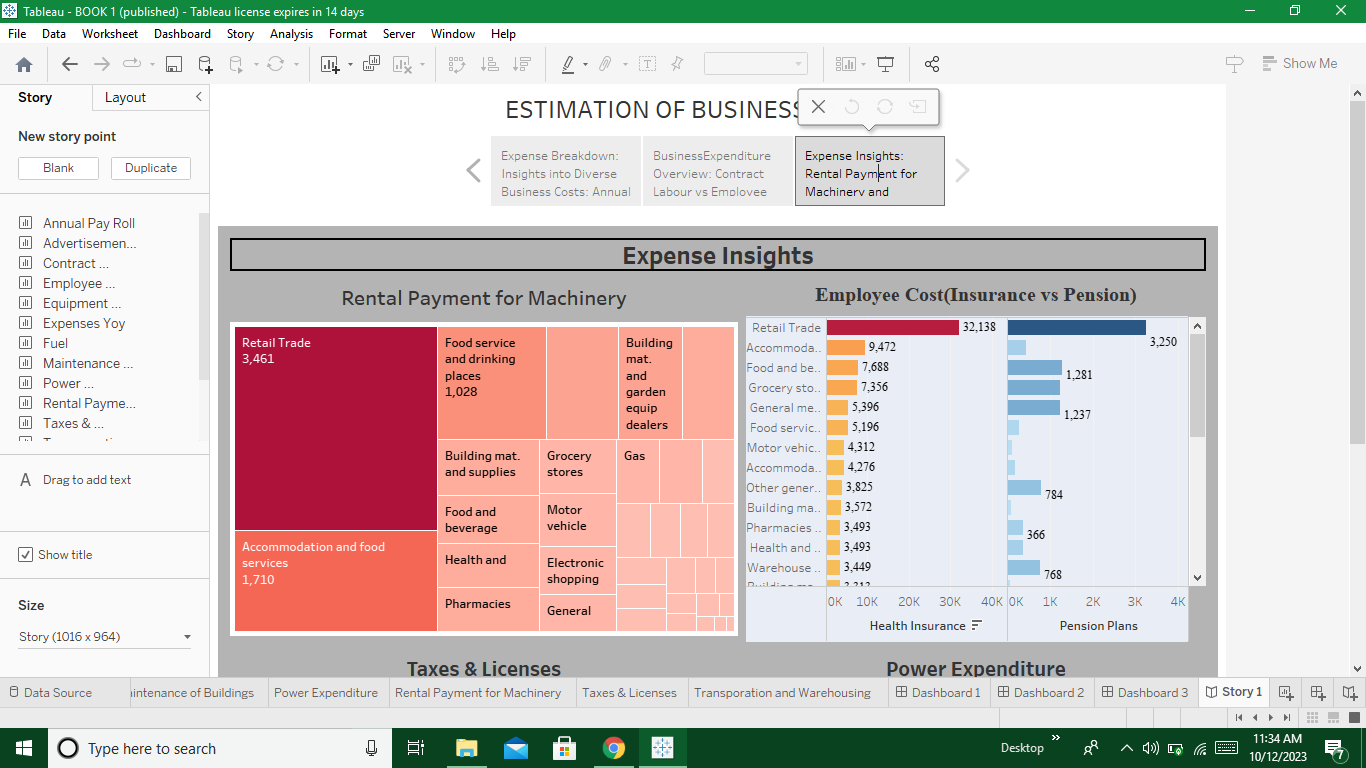 Tableau - BOOK 1 (published) - Tableau license expires in 14 days
File Data Worksheet Dashboard Story Analysis Format Server Window Help
Show Me
Story Layout
New story point
Blank Duplicate
Annual Pay Roll
Advertisemen...
Contract ...
Employee ...
Equipment ...
Expenses Yoy
Fuel
Maintenance ...
Power ...
Rental Payme...
Taxes & ...
A Drag to add text
Show title
Size
Story (1016 x 964)
ESTIMATION OF BUSINESS
Expense Breakdown:
Insights into Diverse
Business Costs: Annual
BusinessExpenditure
Overview: Contract
Labour vs Employee
Expense Insights:
Rental Payment for
Machinery and
Expense Insights
Rental Payment for Machinery
Retail Trade
3,461
Accommodation and food
services
1,710
Food service
and drinking
places
1,028
Building
mat.
and
garden
equip
dealers
Building mat.
and supplies
Grocery
stores
Gas
Food and
beverage
Motor
vehicle
Health and
Electronic
shopping
Pharmacies
General
Employee Cost(Insurance vs Pension)
Retail Trade 32,138 3,250
Accommoda.. 9,472
Food and be.. 7,688 1,281
Grocery sto.. 7,356
General me.. 5,396 1,237
Food servic.. 5,196
Motor vehic.. 4,312
Accommoda.. 4,276
Other gener.. 3,825 784
Building ma.. 3,572
Pharmacies .. 3,493 366
Health and .. 3,493
Warehouse .. 3,449 768
0K 10K 20K 30K 40K 0K 1K 2K 3K 4K
Health Insurance Pension Plans
Taxes & Licenses Power Expenditure
Data Source intenance of Buildings Power Expenditure Rental Payment for Machinery Taxes & Licenses Transporation and Warehousing Dashboard 1 Dashboard 2 Dashboard 3 Story 1
Type here to search
Desktop
11:34 AM
10/12/2023
7